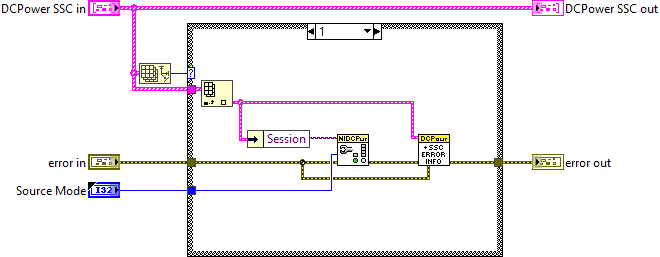 DCPower SSC in
DCPower SSC out
1
?
Session
NIDCPwr
DCPwr
+SSC
ERROR
INFO
error in
error out
Source Mode
I32